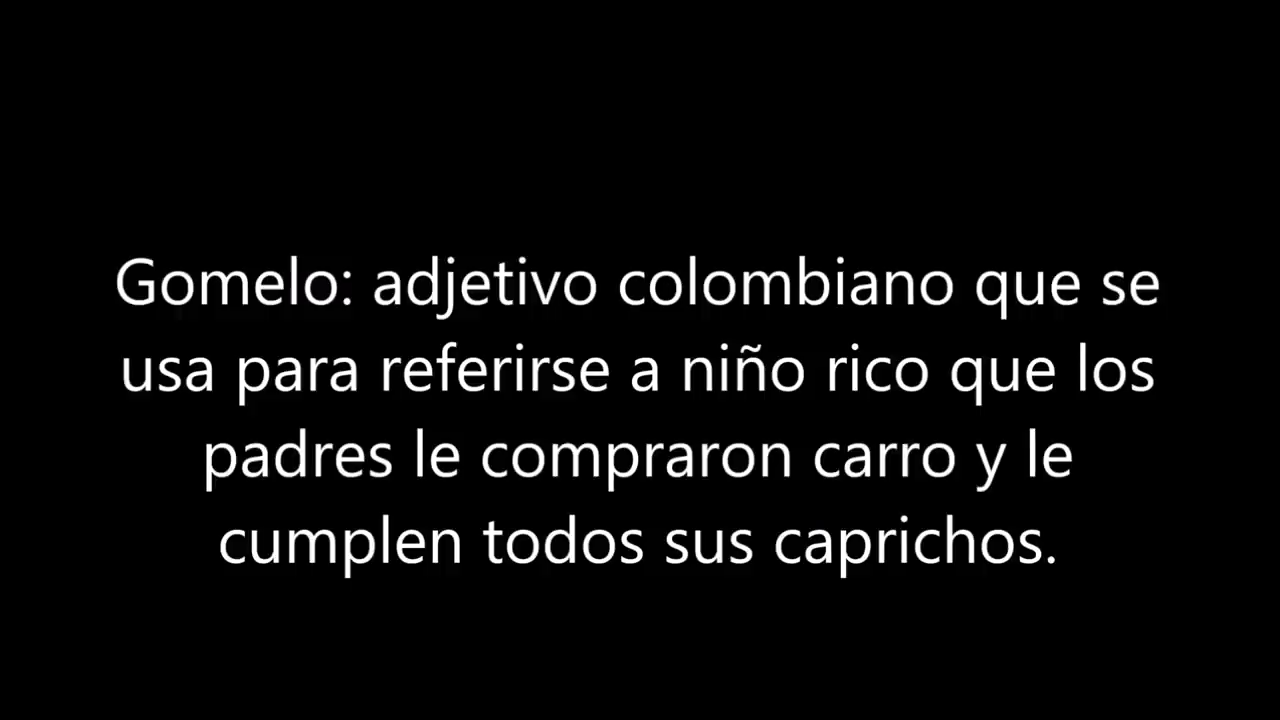 Gomelo: adjetivo colombiano que se
usa para referirse a niño rico que los
padres le compraron carro y le
cumplen todos sus caprichos.